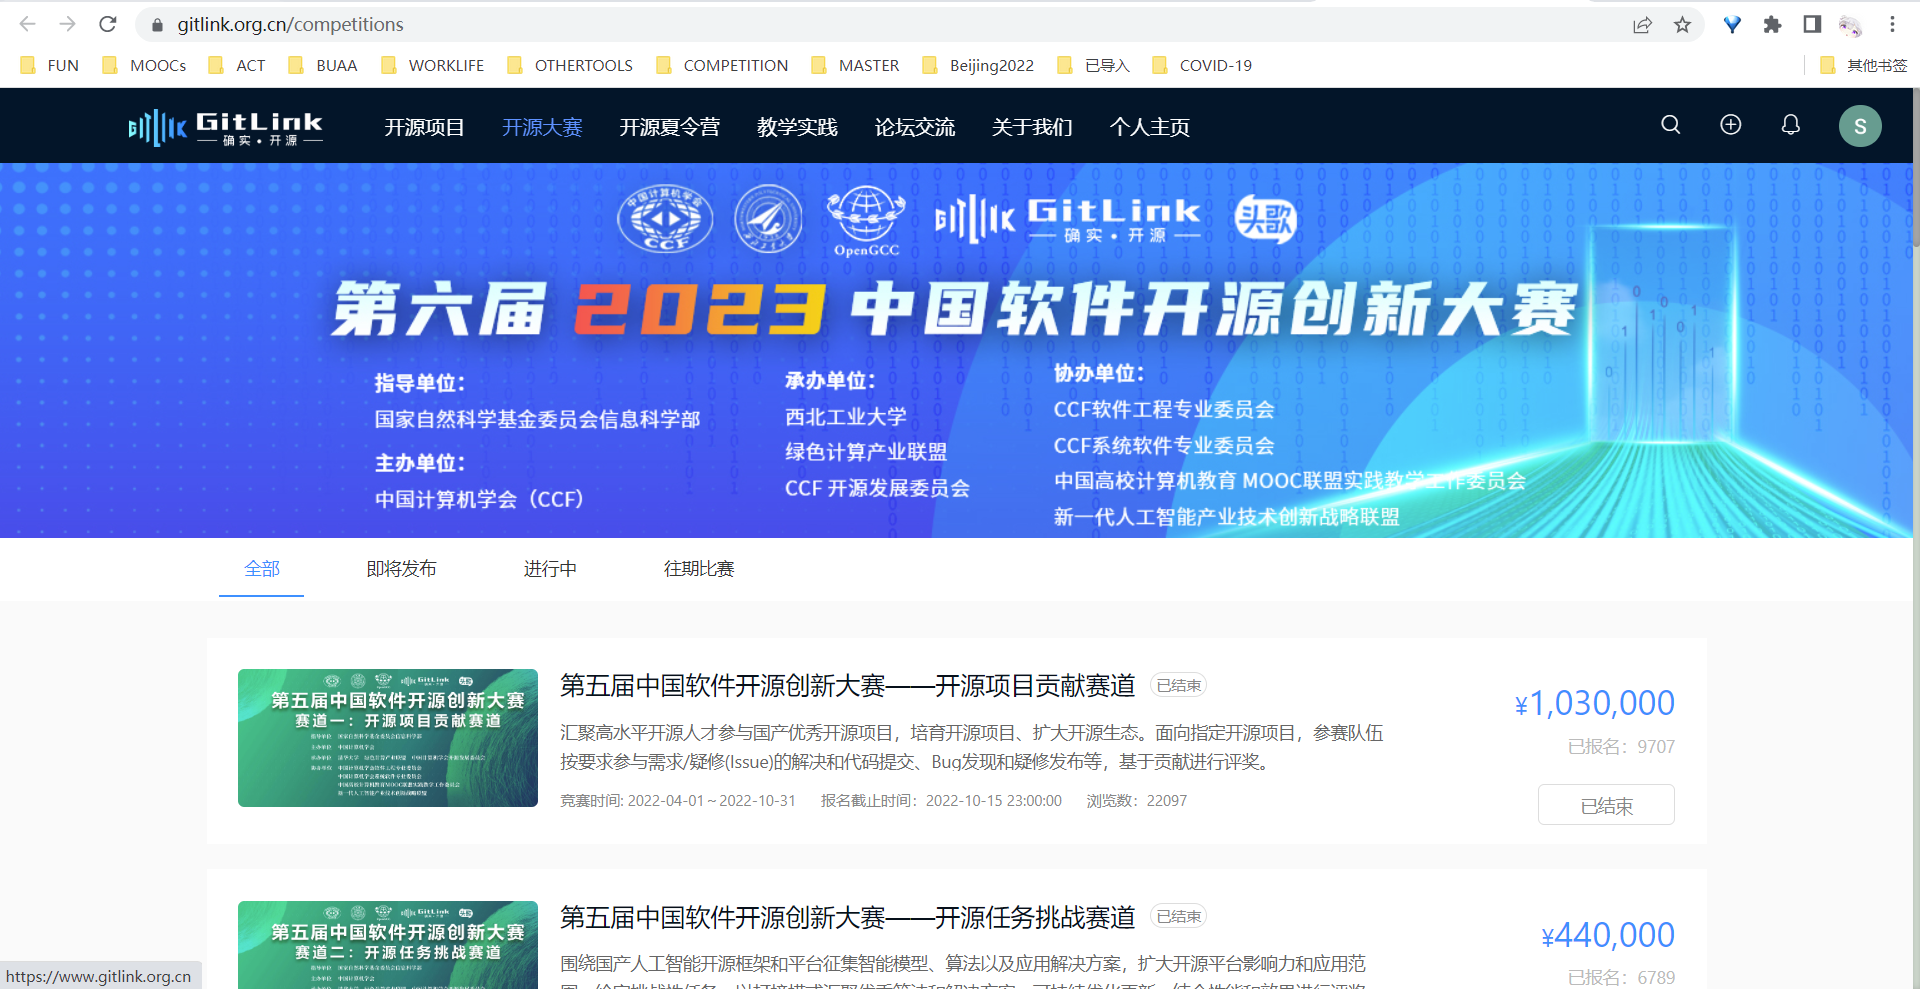 gitlink.org.cn/competitions
FUN MOOCs ACT BUAA WORKLIFE OTHERTOOLS COMPETITION MASTER Beijing2022 已导入 COVID-19 其他书签
GitLink 开源项目 开源大赛 开源夏令营 教学实践 论坛交流 关于我们 个人主页 S
确实·开源
中国计算机学会
CCF
OpenGCC
GitLink
确实·开源
头歌
第六届 2023 中国软件开源创新大赛
指导单位：
国家自然科学基金委员会信息科学部
主办单位：
中国计算机学会（CCF）
承办单位：
西北工业大学
绿色计算产业联盟
CCF 开源发展委员会
协办单位：
CCF软件工程专业委员会
CCF系统软件专业委员会
中国高校计算机教育 MOOC联盟实践教学工作委员会
新一代人工智能产业技术创新战略联盟
全部 即将发布 进行中 往期比赛
第五届中国软件开源创新大赛
赛道一：开源项目贡献赛道
第五届中国软件开源创新大赛——开源项目贡献赛道 已结束
汇聚高水平开源人才参与国产优秀开源项目，培育开源项目、扩大开源生态。面向指定开源项目，参赛队伍
按要求参与需求/疑修(Issue)的解决和代码提交、Bug发现和疑修发布等，基于贡献进行评奖。
竞赛时间: 2022-04-01～2022-10-31 报名截止时间：2022-10-15 23:00:00 浏览数：22097
¥1,030,000
已报名：9707
已结束
第五届中国软件开源创新大赛
赛道二：开源任务挑战赛道
第五届中国软件开源创新大赛——开源任务挑战赛道 已结束
围绕国产人工智能开源框架和平台征集智能模型、算法以及应用解决方案，扩大开源平台影响力和应用范
¥440,000
已报名：6789
https://www.gitlink.org.cn